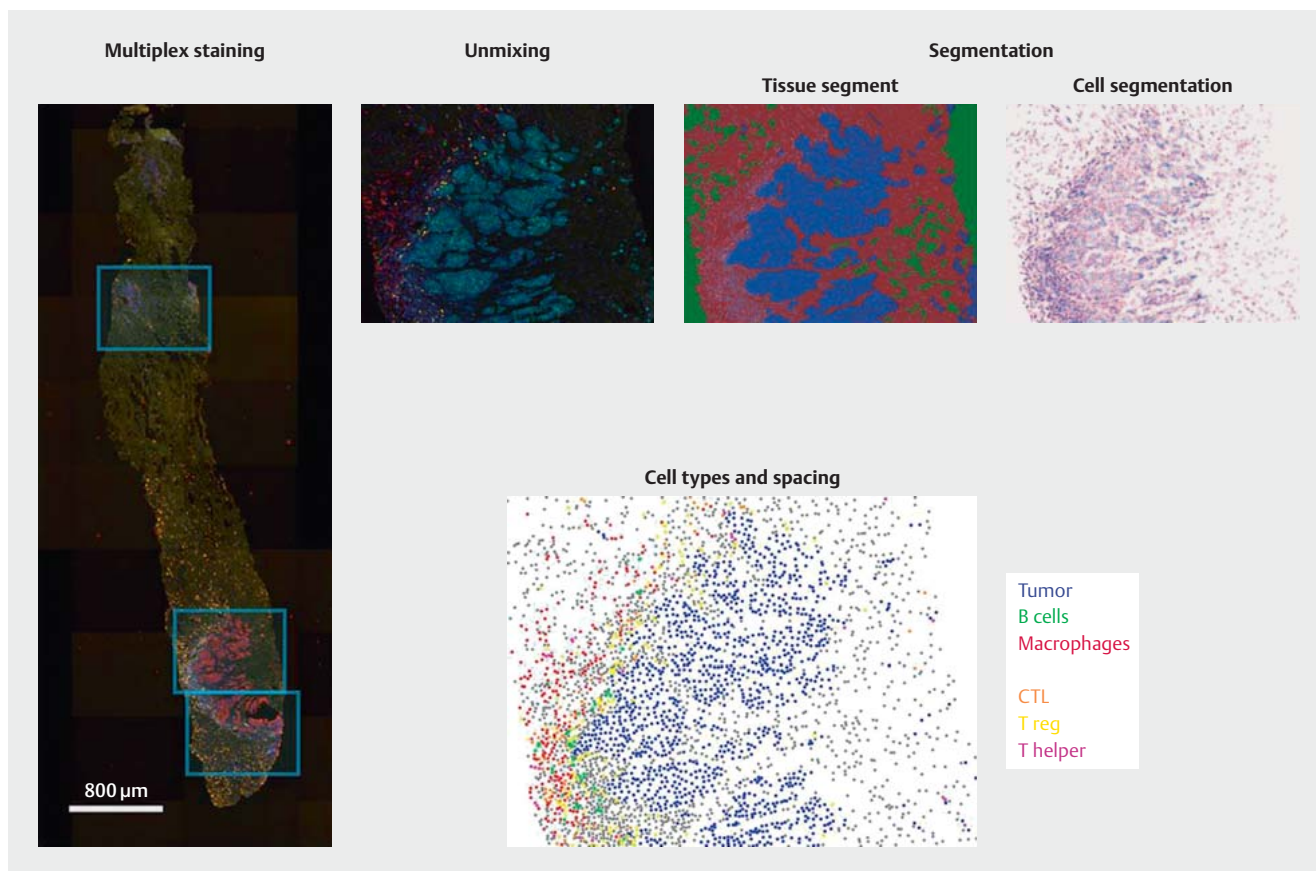 Multiplex staining
Unmixing
Segmentation
Tissue segment
Cell segmentation
800 µm
Cell types and spacing
Tumor
B cells
Macrophages
CTL
T reg
T helper